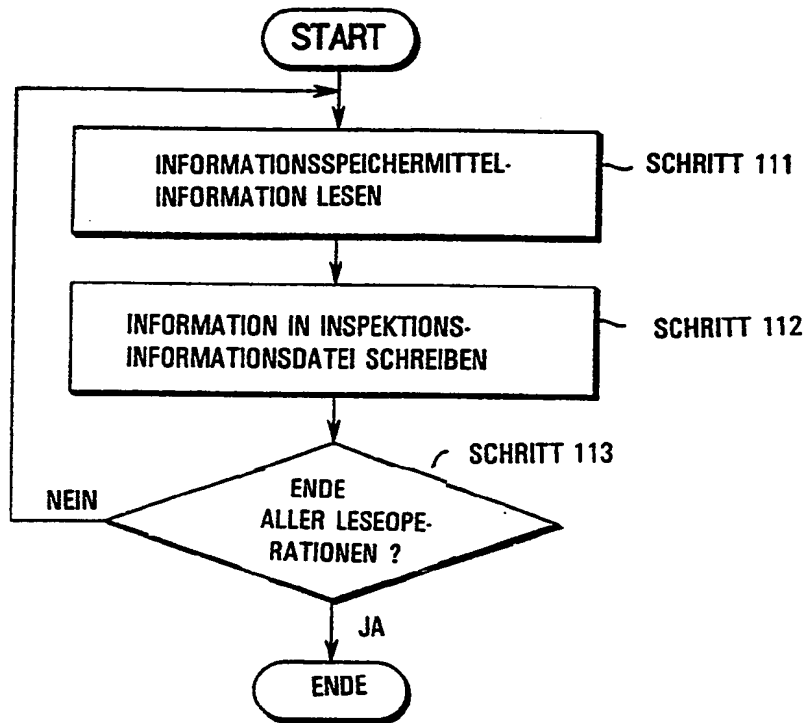 START
INFORMATIONSSPEICHERMITTEL-
INFORMATION LESEN
SCHRITT 111
INFORMATION IN INSPEKTIONS-
INFORMATIONSDATEI SCHREIBEN
SCHRITT 112
SCHRITT 113
NEIN
ENDE
ALLER LESEOPE-
RATIONEN ?
JA
ENDE